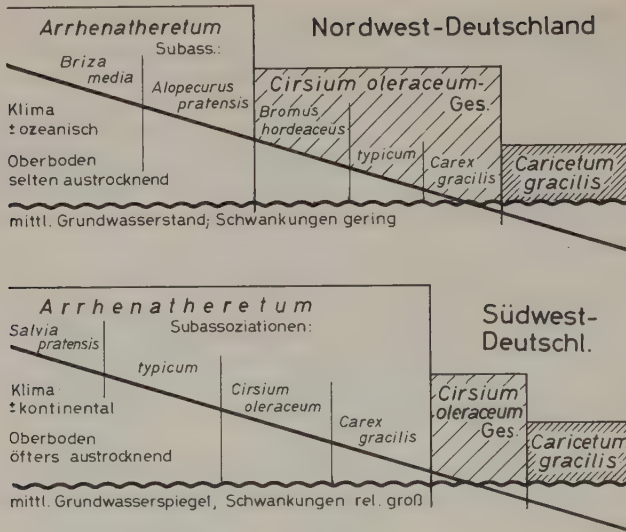 Arrhenatheretum
Subass.:
Nordwest-Deutschland
Briza
media
Alopecurus
pratensis
Cirsium oleraceum-
Ges.
Bromus
hordeaceus
typicum
Carex
gracilis
Caricetum
gracilis
Klima
± ozeanisch
Oberboden
selten austrocknend
mittl. Grundwasserstand; Schwankungen gering
Arrhenatheretum
Subassoziationen:
Südwest-
Deutschl.
Salvia
pratensis
typicum
Cirsium
oleraceum
Carex
gracilis
Cirsium
oleraceum
Ges.
Caricetum
gracilis
Klima
± kontinental
Oberboden
öfters austrocknend
mittl. Grundwasserspiegel, Schwankungen rel. groß